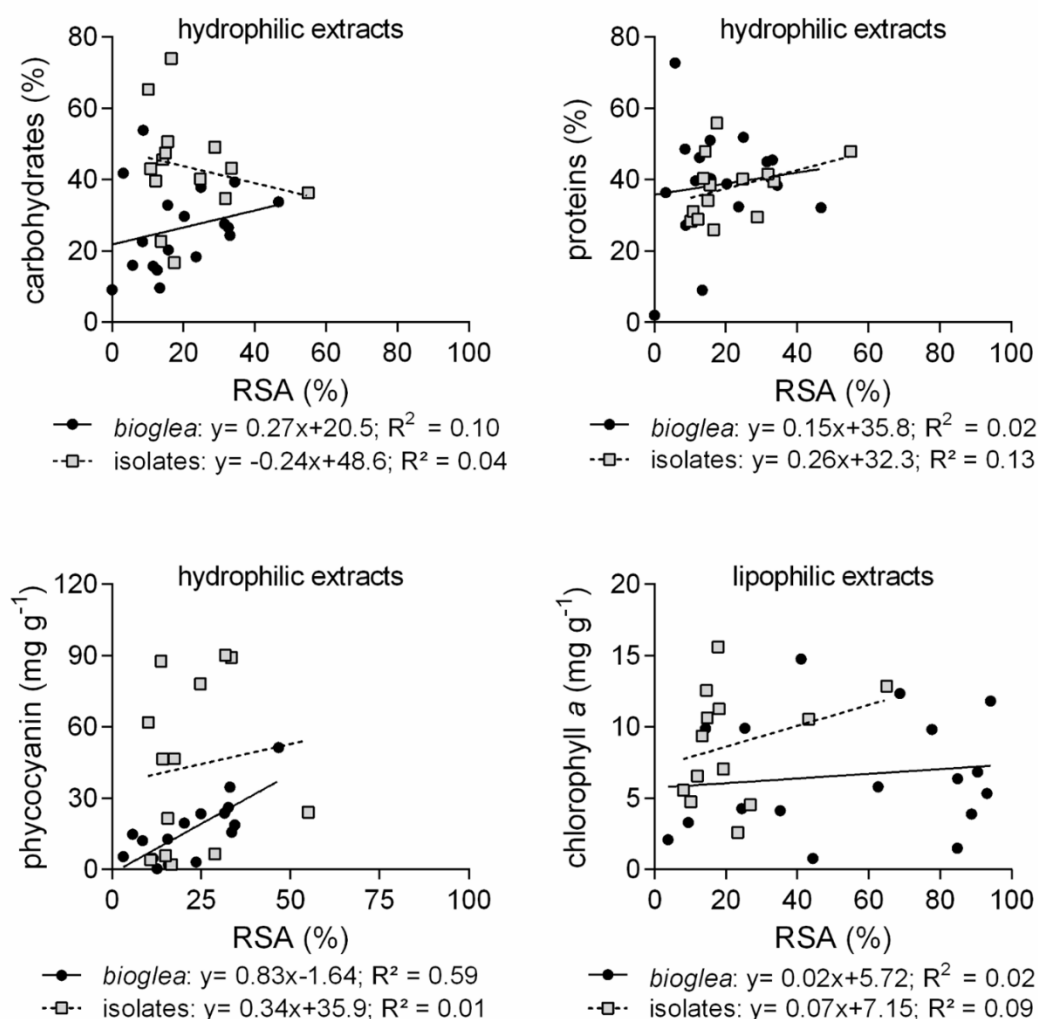 hydrophilic extracts
carbohydrates (%)
80
60
40
20
0
0 20 40 60 80 100
RSA (%)
bioglea: y= 0.27x+20.5; R² = 0.10
isolates: y= -0.24x+48.6; R² = 0.04
hydrophilic extracts
proteins (%)
80
60
40
20
0
0 20 40 60 80 100
RSA (%)
bioglea: y= 0.15x+35.8; R² = 0.02
isolates: y= 0.26x+32.3; R² = 0.13
hydrophilic extracts
phycocyanin (mg g⁻¹)
120
90
60
30
0
0 25 50 75 100
RSA (%)
bioglea: y= 0.83x-1.64; R² = 0.59
isolates: y= 0.34x+35.9; R² = 0.01
lipophilic extracts
chlorophyll a (mg g⁻¹)
20
15
10
5
0
0 20 40 60 80 100
RSA (%)
bioglea: y= 0.02x+5.72; R² = 0.02
isolates: y= 0.07x+7.15; R² = 0.09